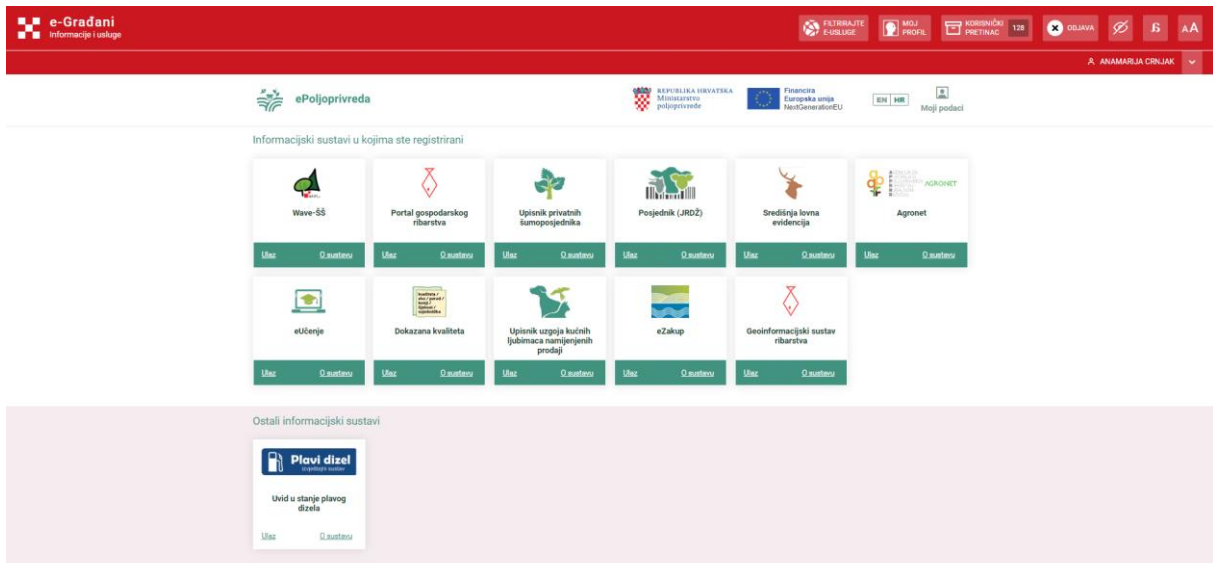 e-Građani
Informacije i usluge
FILTRIRAJTE
E-USLUGE
MOJ
PROFIL
KORISNIČKI
PRETINAC
128
ODJAVA
AA
ANAMARIJA CRNJAK
ePoljoprivreda
REPUBLIKA HRVATSKA
Ministarstvo
poljoprivrede
Financira
Europska unija
NextGenerationEU
EN HR
Moji podaci
Informacijski sustavi u kojima ste registrirani
Wave-ŠŠ
Portal gospodarskog
ribarstva
Upisnik privatnih
šumoposjednika
Posjednik (JRDŽ)
Središnja lovna
evidencija
AGRONET
Agronet
Ulaz O sustavu
Ulaz O sustavu
Ulaz O sustavu
Ulaz O sustavu
Ulaz O sustavu
Ulaz O sustavu
eUčenje
Dokazana kvaliteta
Upisnik uzgoja kućnih
ljubimaca namijenjenih
prodaji
eZakup
Geoinformacijski sustav
ribarstva
Ulaz O sustavu
Ulaz O sustavu
Ulaz O sustavu
Ulaz O sustavu
Ulaz O sustavu
Ostali informacijski sustavi
Plavi dizel
Uvid u stanje plavog
dizela
Ulaz O sustavu